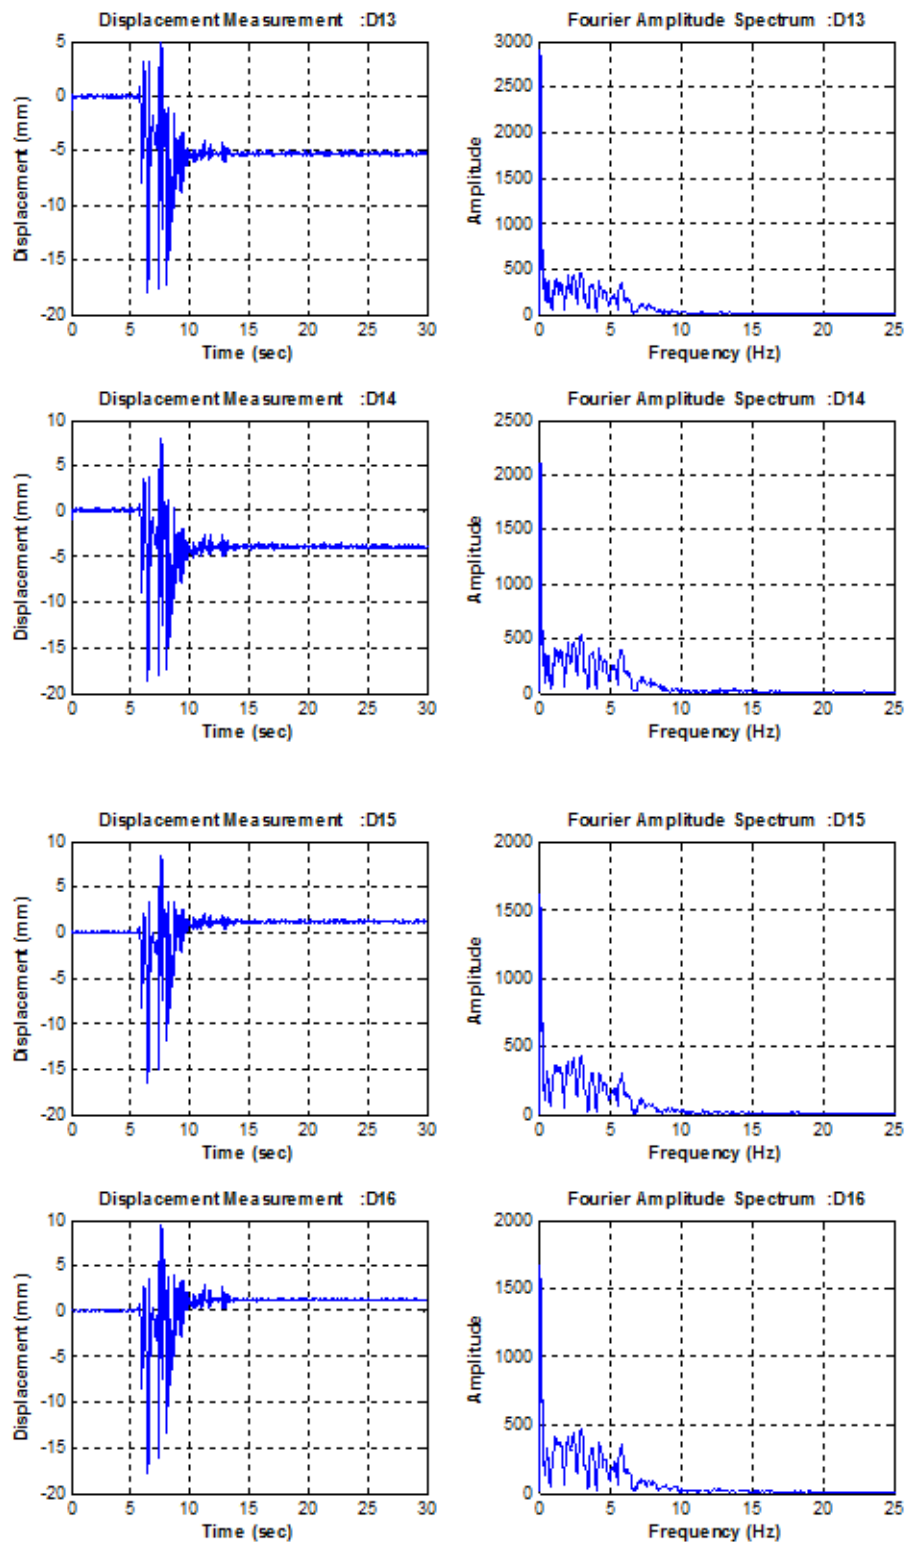 Displacement Measurement :D13
5
0
-5
-10
-15
-20
Displacement (mm)
0 5 10 15 20 25 30
Time (sec)
Fourier Amplitude Spectrum :D13
3000
2500
2000
1500
1000
500
0
Amplitude
0 5 10 15 20 25
Frequency (Hz)
Displacement Measurement :D14
10
5
0
-5
-10
-15
-20
Displacement (mm)
0 5 10 15 20 25 30
Time (sec)
Fourier Amplitude Spectrum :D14
2500
2000
1500
1000
500
0
Amplitude
0 5 10 15 20 25
Frequency (Hz)
Displacement Measurement :D15
10
5
0
-5
-10
-15
-20
Displacement (mm)
0 5 10 15 20 25 30
Time (sec)
Fourier Amplitude Spectrum :D15
2000
1500
1000
500
0
Amplitude
0 5 10 15 20 25
Frequency (Hz)
Displacement Measurement :D16
10
5
0
-5
-10
-15
-20
Displacement (mm)
0 5 10 15 20 25 30
Time (sec)
Fourier Amplitude Spectrum :D16
2000
1500
1000
500
0
Amplitude
0 5 10 15 20 25
Frequency (Hz)